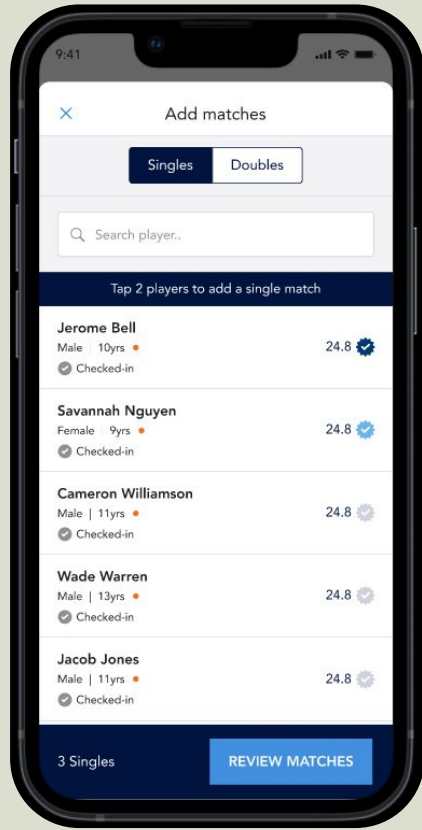 9:41
Add matches
Singles Doubles
Search player..
Tap 2 players to add a single match
Jerome Bell
Male | 10yrs
24.8
Checked-in
Savannah Nguyen
Female | 9yrs
24.8
Checked-in
Cameron Williamson
Male | 11yrs
24.8
Checked-in
Wade Warren
Male | 13yrs
24.8
Checked-in
Jacob Jones
Male | 11yrs
24.8
Checked-in
3 Singles REVIEW MATCHES